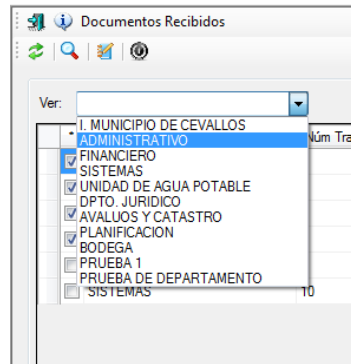 Documentos Recibidos
Ver:
I. MUNICIPIO DE CEVALLOS
ADMINISTRATIVO
FINANCIERO
SISTEMAS
UNIDAD DE AGUA POTABLE
DPTO. JURIDICO
AVALUOS Y CATASTRO
PLANIFICACION
BODEGA
PRUEBA 1
PRUEBA DE DEPARTAMENTO
Núm Tra
SISTEMAS 10